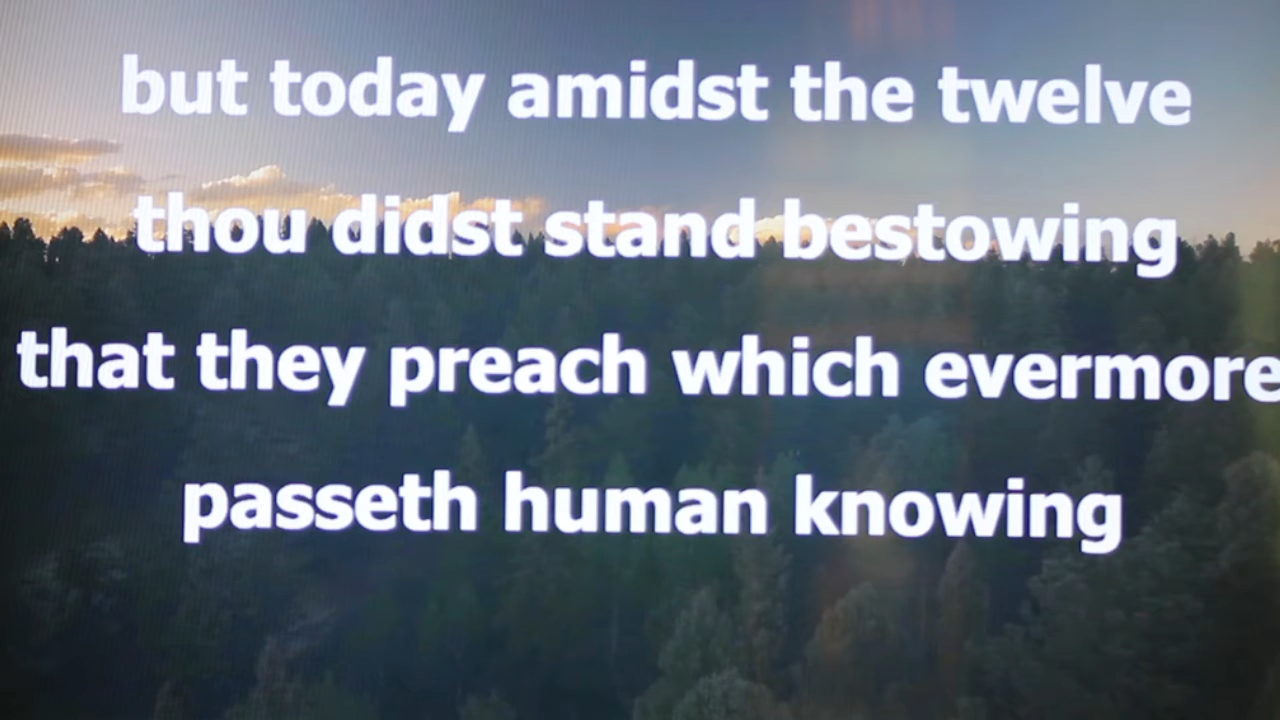 but today amidst the twelve
thou didst stand bestowing
that they preach which evermore
passeth human knowing